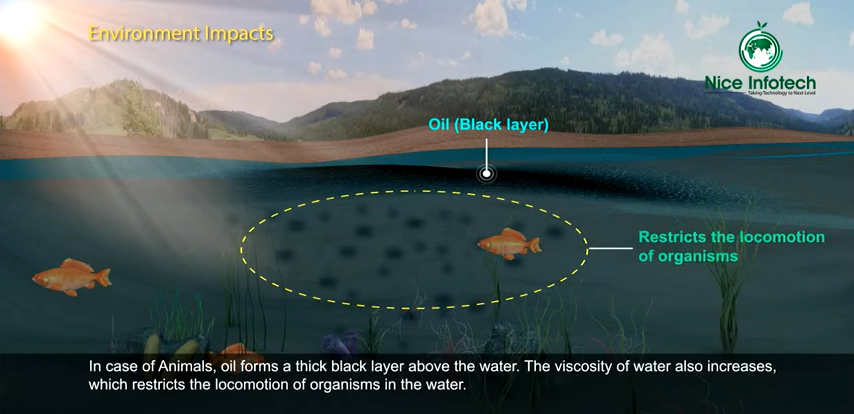 Environment Impacts
Nice Infotech
Taking Technology to Next Level
Oil (Black layer)
Restricts the locomotion
of organisms
In case of Animals, oil forms a thick black layer above the water. The viscosity of water also increases,
which restricts the locomotion of organisms in the water.